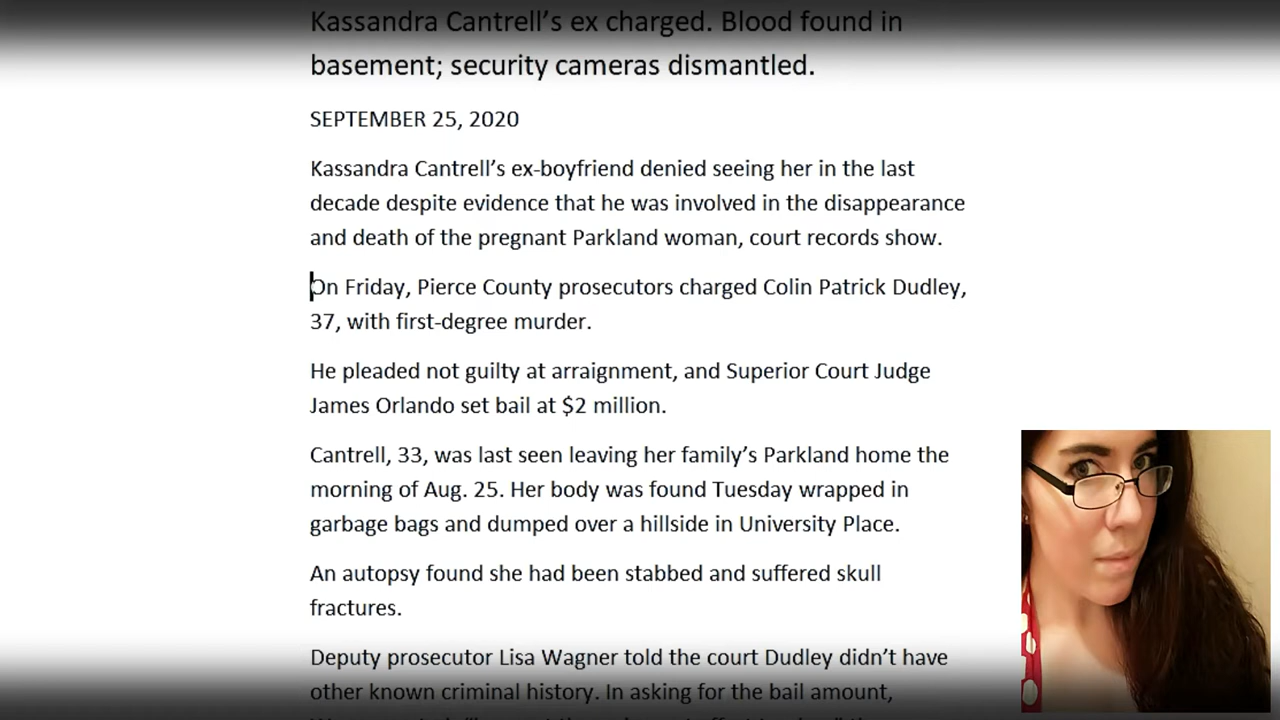 Kassandra Cantrell’s ex charged. Blood found in
basement; security cameras dismantled.
SEPTEMBER 25, 2020
Kassandra Cantrell’s ex-boyfriend denied seeing her in the last
decade despite evidence that he was involved in the disappearance
and death of the pregnant Parkland woman, court records show.
On Friday, Pierce County prosecutors charged Colin Patrick Dudley,
37, with first-degree murder.
He pleaded not guilty at arraignment, and Superior Court Judge
James Orlando set bail at $2 million.
Cantrell, 33, was last seen leaving her family’s Parkland home the
morning of Aug. 25. Her body was found Tuesday wrapped in
garbage bags and dumped over a hillside in University Place.
An autopsy found she had been stabbed and suffered skull
fractures.
Deputy prosecutor Lisa Wagner told the court Dudley didn’t have
other known criminal history. In asking for the bail amount,